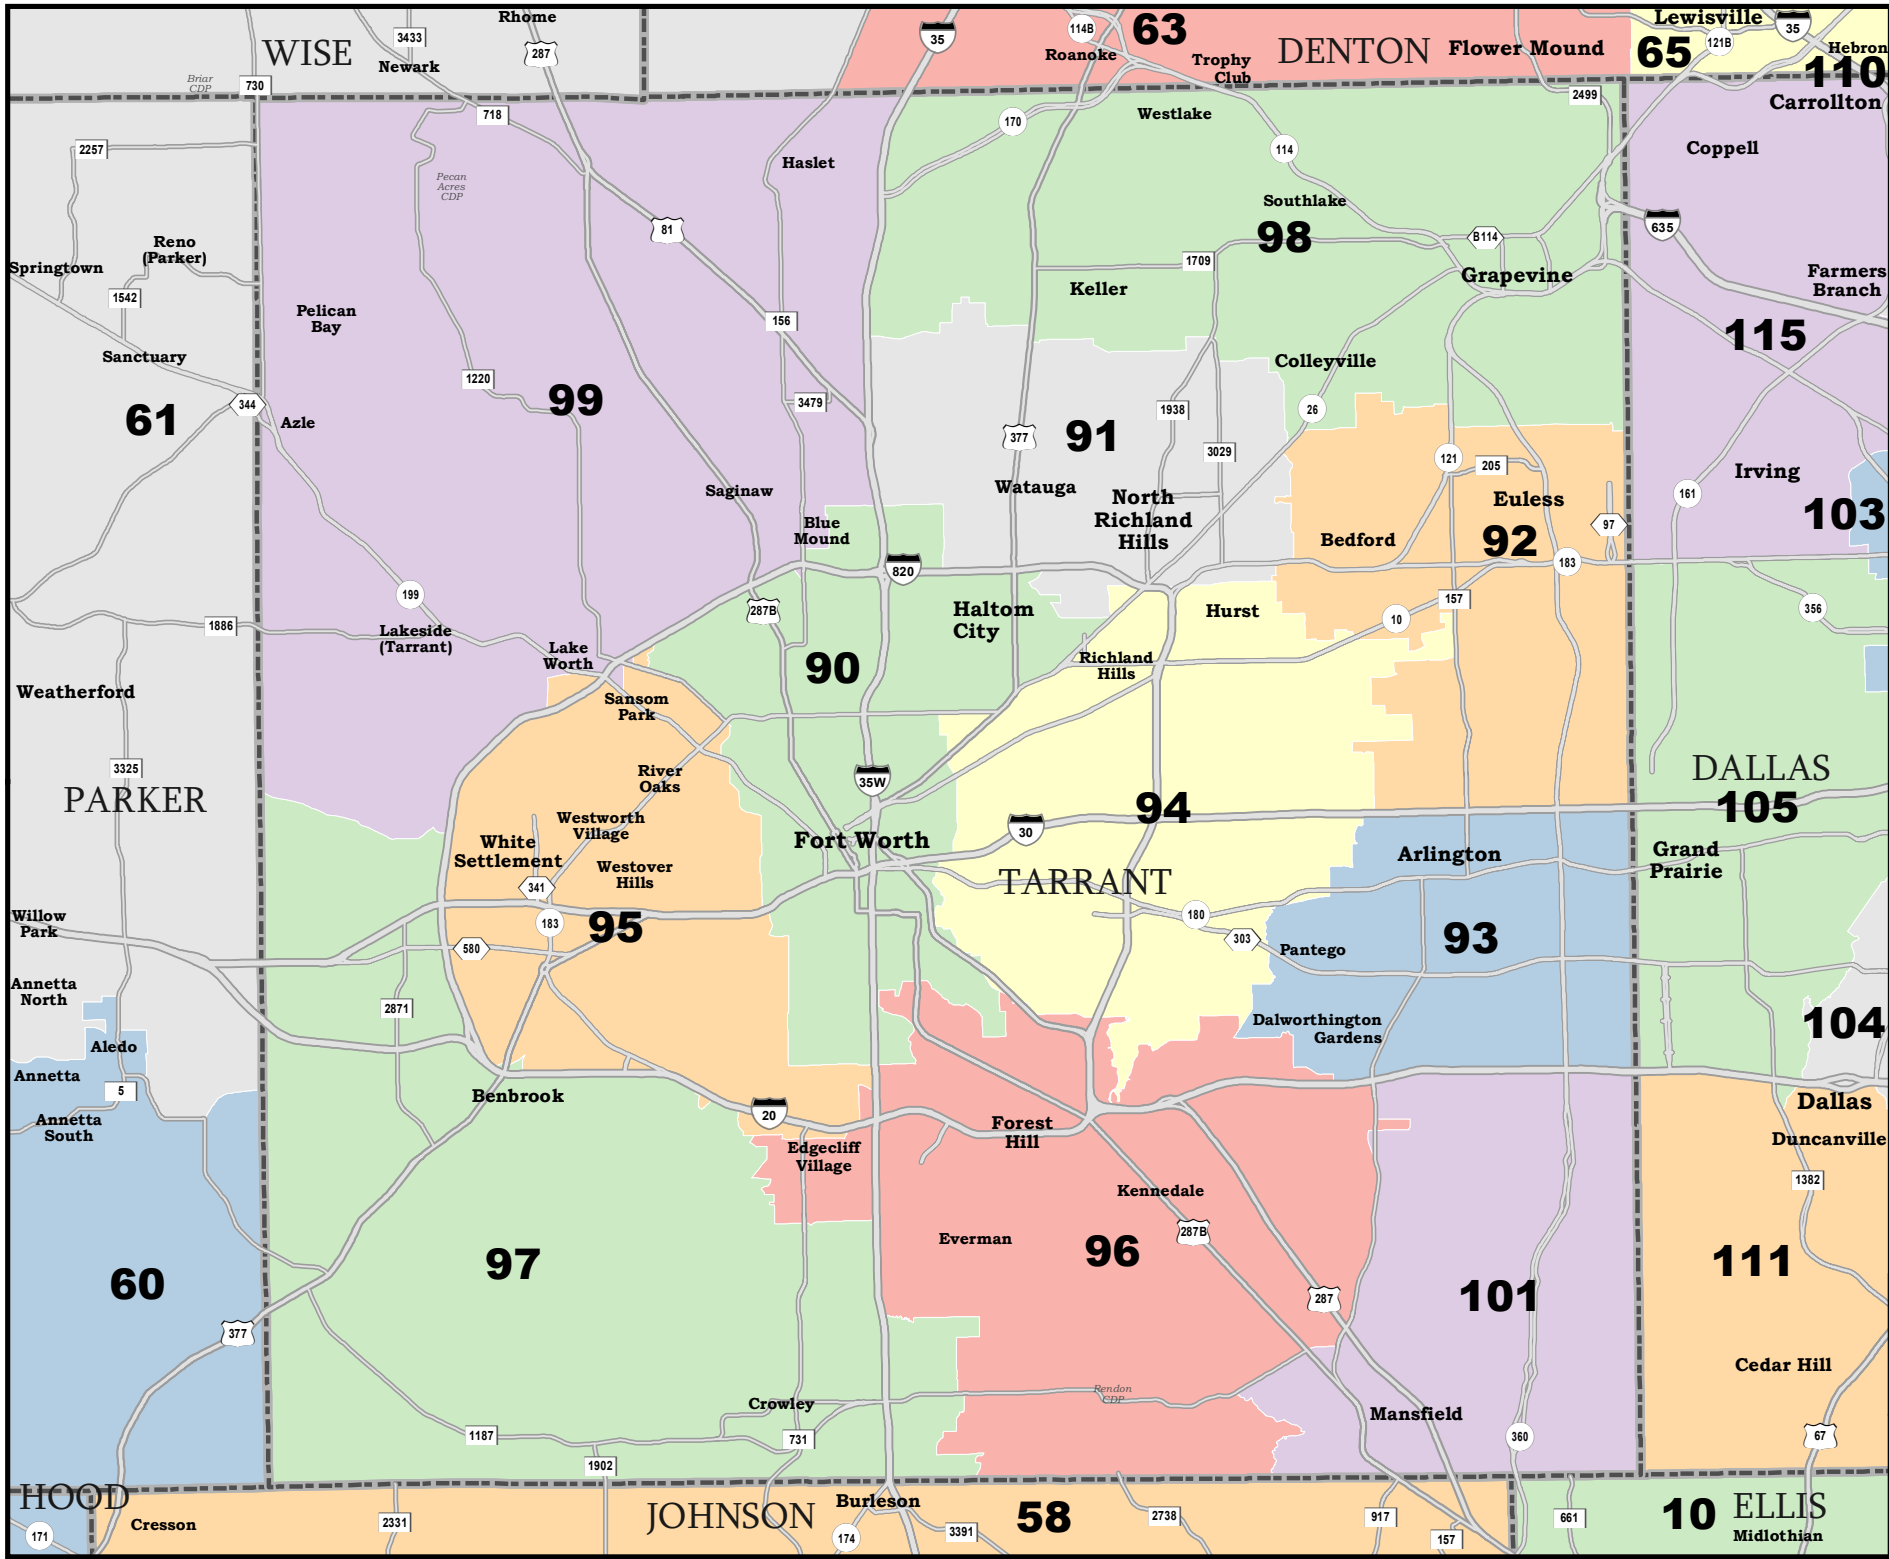 Rhome
63
Lewisville
3433
35
114B
35
WISE
287
Roanoke
DENTON
Flower Mound
65
121B
Hebron
Newark
Trophy
Club
110
Briar
CDP
730
2499
Carrollton
718
170
Westlake
2257
114
Coppell
Haslet
Pecan
Acres
CDP
Southlake
81
98
B114
635
Reno
(Parker)
Springtown
1709
Grapevine
Farmers
Branch
1542
Keller
Pelican
Bay
156
115
Sanctuary
Colleyville
1220
99
3479
26
344
61
Azle
1938
377
91
3029
121
205
Irving
Saginaw
Watauga
North
Richland
Hills
Euless
161
103
Blue
Mound
Bedford
92
97
820
183
199
287B
Haltom
City
Hurst
157
356
10
1886
Lakeside
(Tarrant)
Lake
Worth
90
Richland
Hills
Weatherford
Sansom
Park
3325
River
Oaks
35W
DALLAS
PARKER
94
105
Westworth
Village
30
White
Settlement
Fort Worth
Arlington
Grand
Prairie
Westover
Hills
TARRANT
341
Willow
Park
183
95
180
580
303
Pantego
93
Annetta
North
2871
Dalworthington
Gardens
104
Aledo
Annetta
5
Benbrook
20
Dallas
Annetta
South
Forest
Hill
Duncanville
Edgecliff
Village
Kennedale
1382
287B
Everman
96
97
111
60
101
287
377
Cedar Hill
Rendon
CDP
Crowley
Mansfield
1187
731
360
67
1902
HOOD
JOHNSON
Burleson
58
10
ELLIS
171
Cresson
2331
174
3391
2738
917
157
661
Midlothian